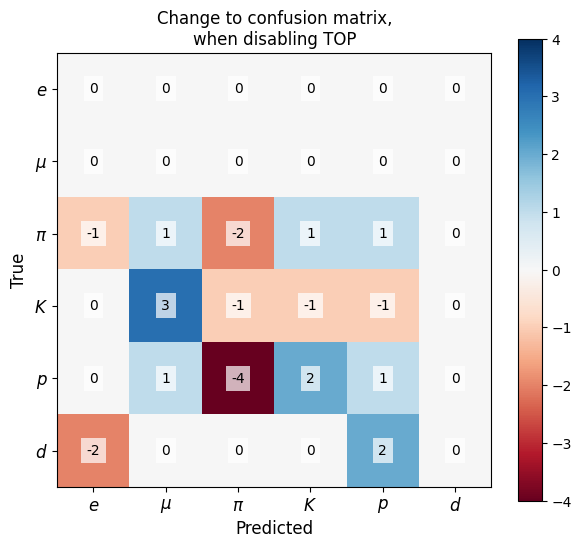 Change to confusion matrix,
when disabling TOP
e 0 0 0 0 0 0
μ 0 0 0 0 0 0
π -1 1 -2 1 1 0
K 0 3 -1 -1 -1 0
p 0 1 -4 2 1 0
d -2 0 0 0 2 0
e μ π K p d
True
Predicted
4
3
2
1
0
−1
−2
−3
−4